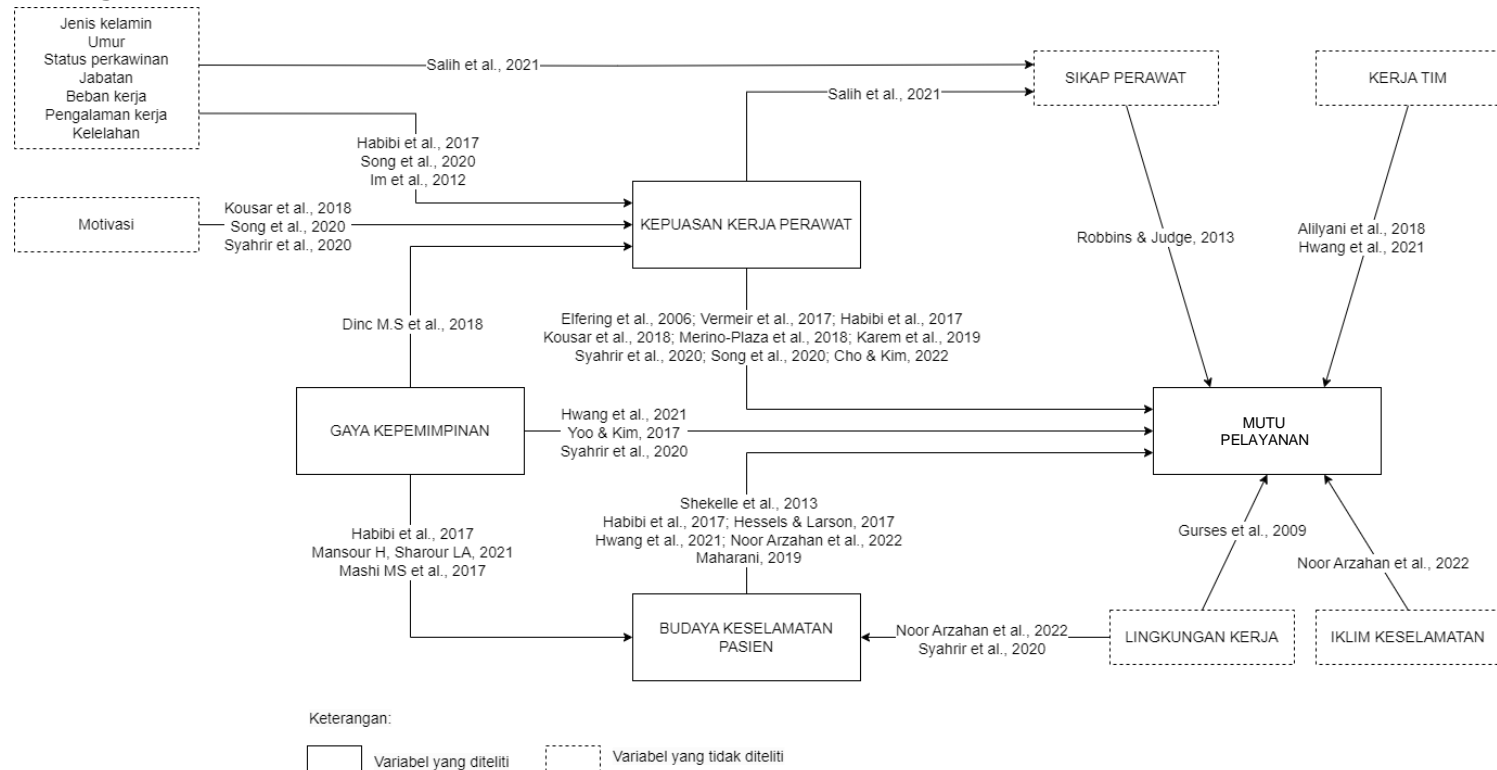 Jenis kelamin
Umur
Status perkawinan
Jabatan
Beban kerja
Pengalaman kerja
Kelelahan
Salih et al., 2021
SIKAP PERAWAT
KERJA TIM
Salih et al., 2021
Habibi et al., 2017
Song et al., 2020
Im et al., 2012
Motivasi
Kousar et al., 2018
Song et al., 2020
Syahrir et al., 2020
KEPUASAN KERJA PERAWAT
Robbins & Judge, 2013
Alilyani et al., 2018
Hwang et al., 2021
Dinc M.S et al., 2018
Elfering et al., 2006; Vermeir et al., 2017; Habibi et al., 2017
Kousar et al., 2018; Merino-Plaza et al., 2018; Karem et al., 2019
Syahrir et al., 2020; Song et al., 2020; Cho & Kim, 2022
GAYA KEPEMIMPINAN
Hwang et al., 2021
Yoo & Kim, 2017
Syahrir et al., 2020
MUTU
PELAYANAN
Shekelle et al., 2013
Habibi et al., 2017; Hessels & Larson, 2017
Hwang et al., 2021; Noor Arzahan et al., 2022
Maharani, 2019
Habibi et al., 2017
Mansour H, Sharour LA, 2021
Mashi MS et al., 2017
Gurses et al., 2009
Noor Arzahan et al., 2022
BUDAYA KESELAMATAN
PASIEN
Noor Arzahan et al., 2022
Syahrir et al., 2020
LINGKUNGAN KERJA
IKLIM KESELAMATAN
Keterangan:
Variabel yang diteliti
Variabel yang tidak diteliti